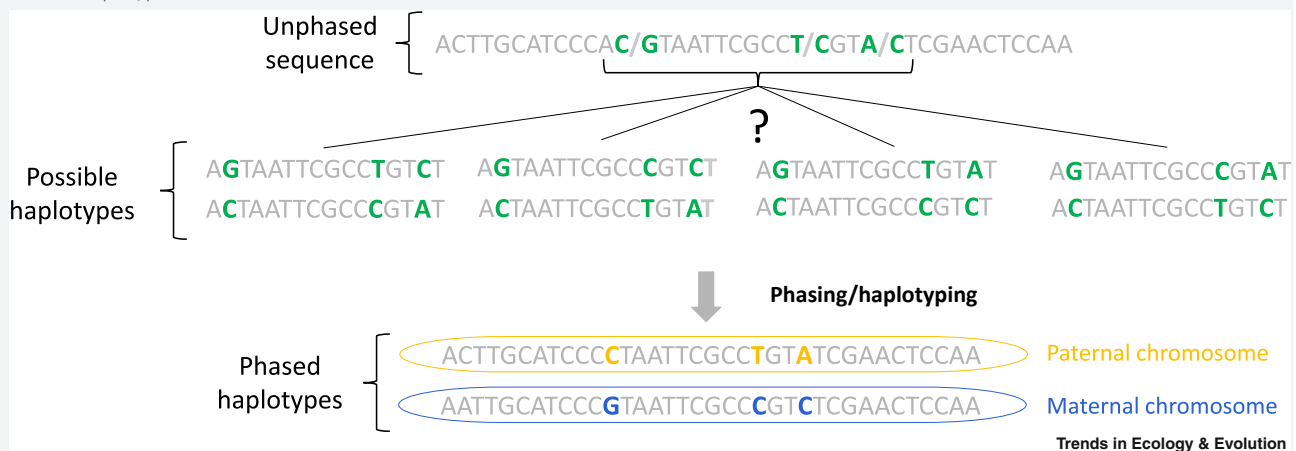 Unphased
sequence
ACTTGCATCCCAC/GTAATTCGCCT/CGTA/CTCGAACTCCAA
?
Possible
haplotypes
AGTAATTCGCCTGTCT
ACTAATTCGCCCGTAT
AGTAATTCGCCCGTCT
ACTAATTCGCCTGTAT
AGTAATTCGCCTGTAT
ACTAATTCGCCCGTCT
AGTAATTCGCCCGTAT
ACTAATTCGCCTGTCT
Phasing/haplotyping
Phased
haplotypes
ACTTGCATCCCCTAATTCGCCTGTATCGAACTCCAA
Paternal chromosome
AATTGCATCCCGTAATTCGCCCGTCTCGAACTCCAA
Maternal chromosome
Trends in Ecology & Evolution